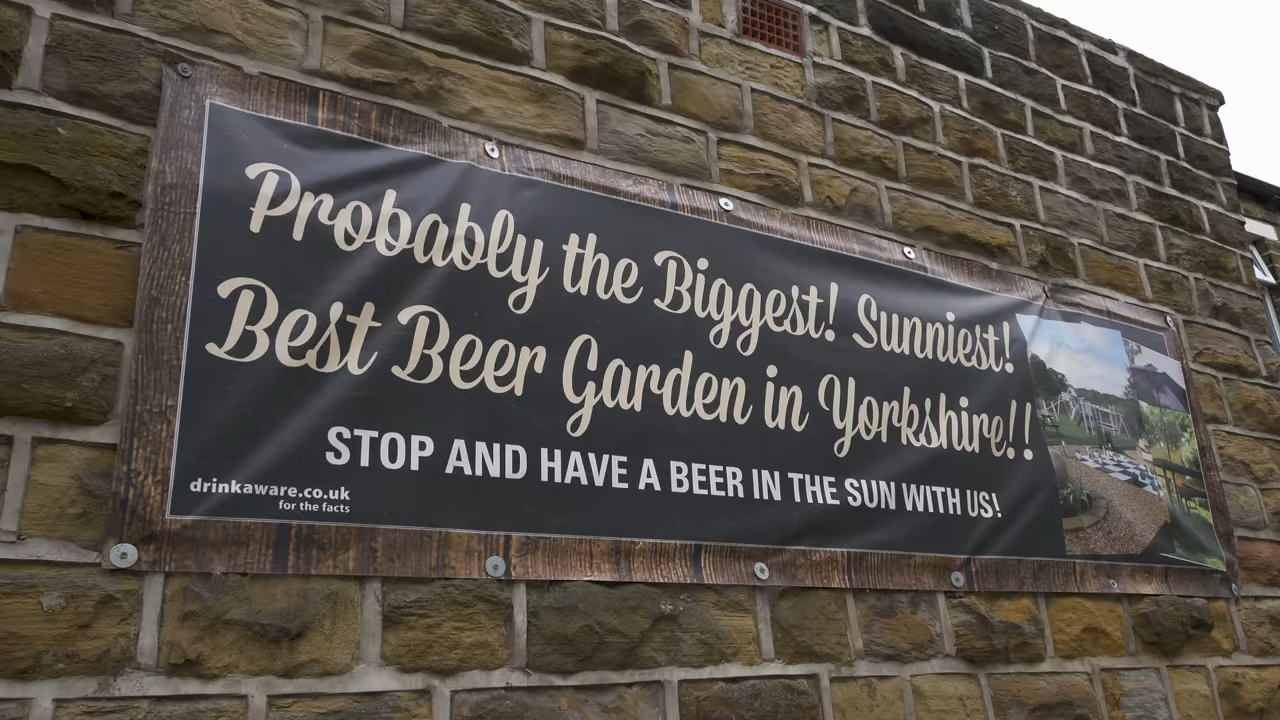 Probably the Biggest! Sunniest!
Best Beer Garden in Yorkshire!!
STOP AND HAVE A BEER IN THE SUN WITH US!
drinkaware.co.uk
for the facts